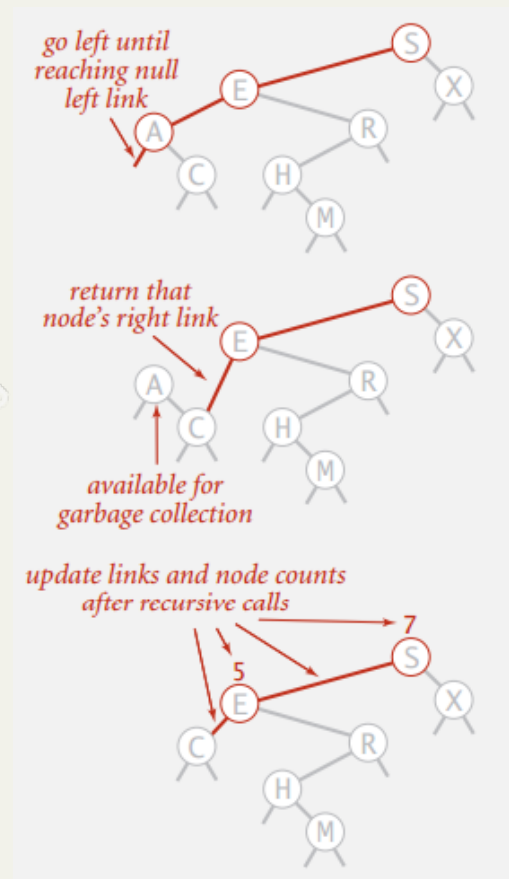 go left until
reaching null
left link
S
E
X
A
R
C
H
M
return that
node's right link
S
E
X
A
R
C
H
M
available for
garbage collection
update links and node counts
after recursive calls
7
5
S
E
X
C
R
H
M